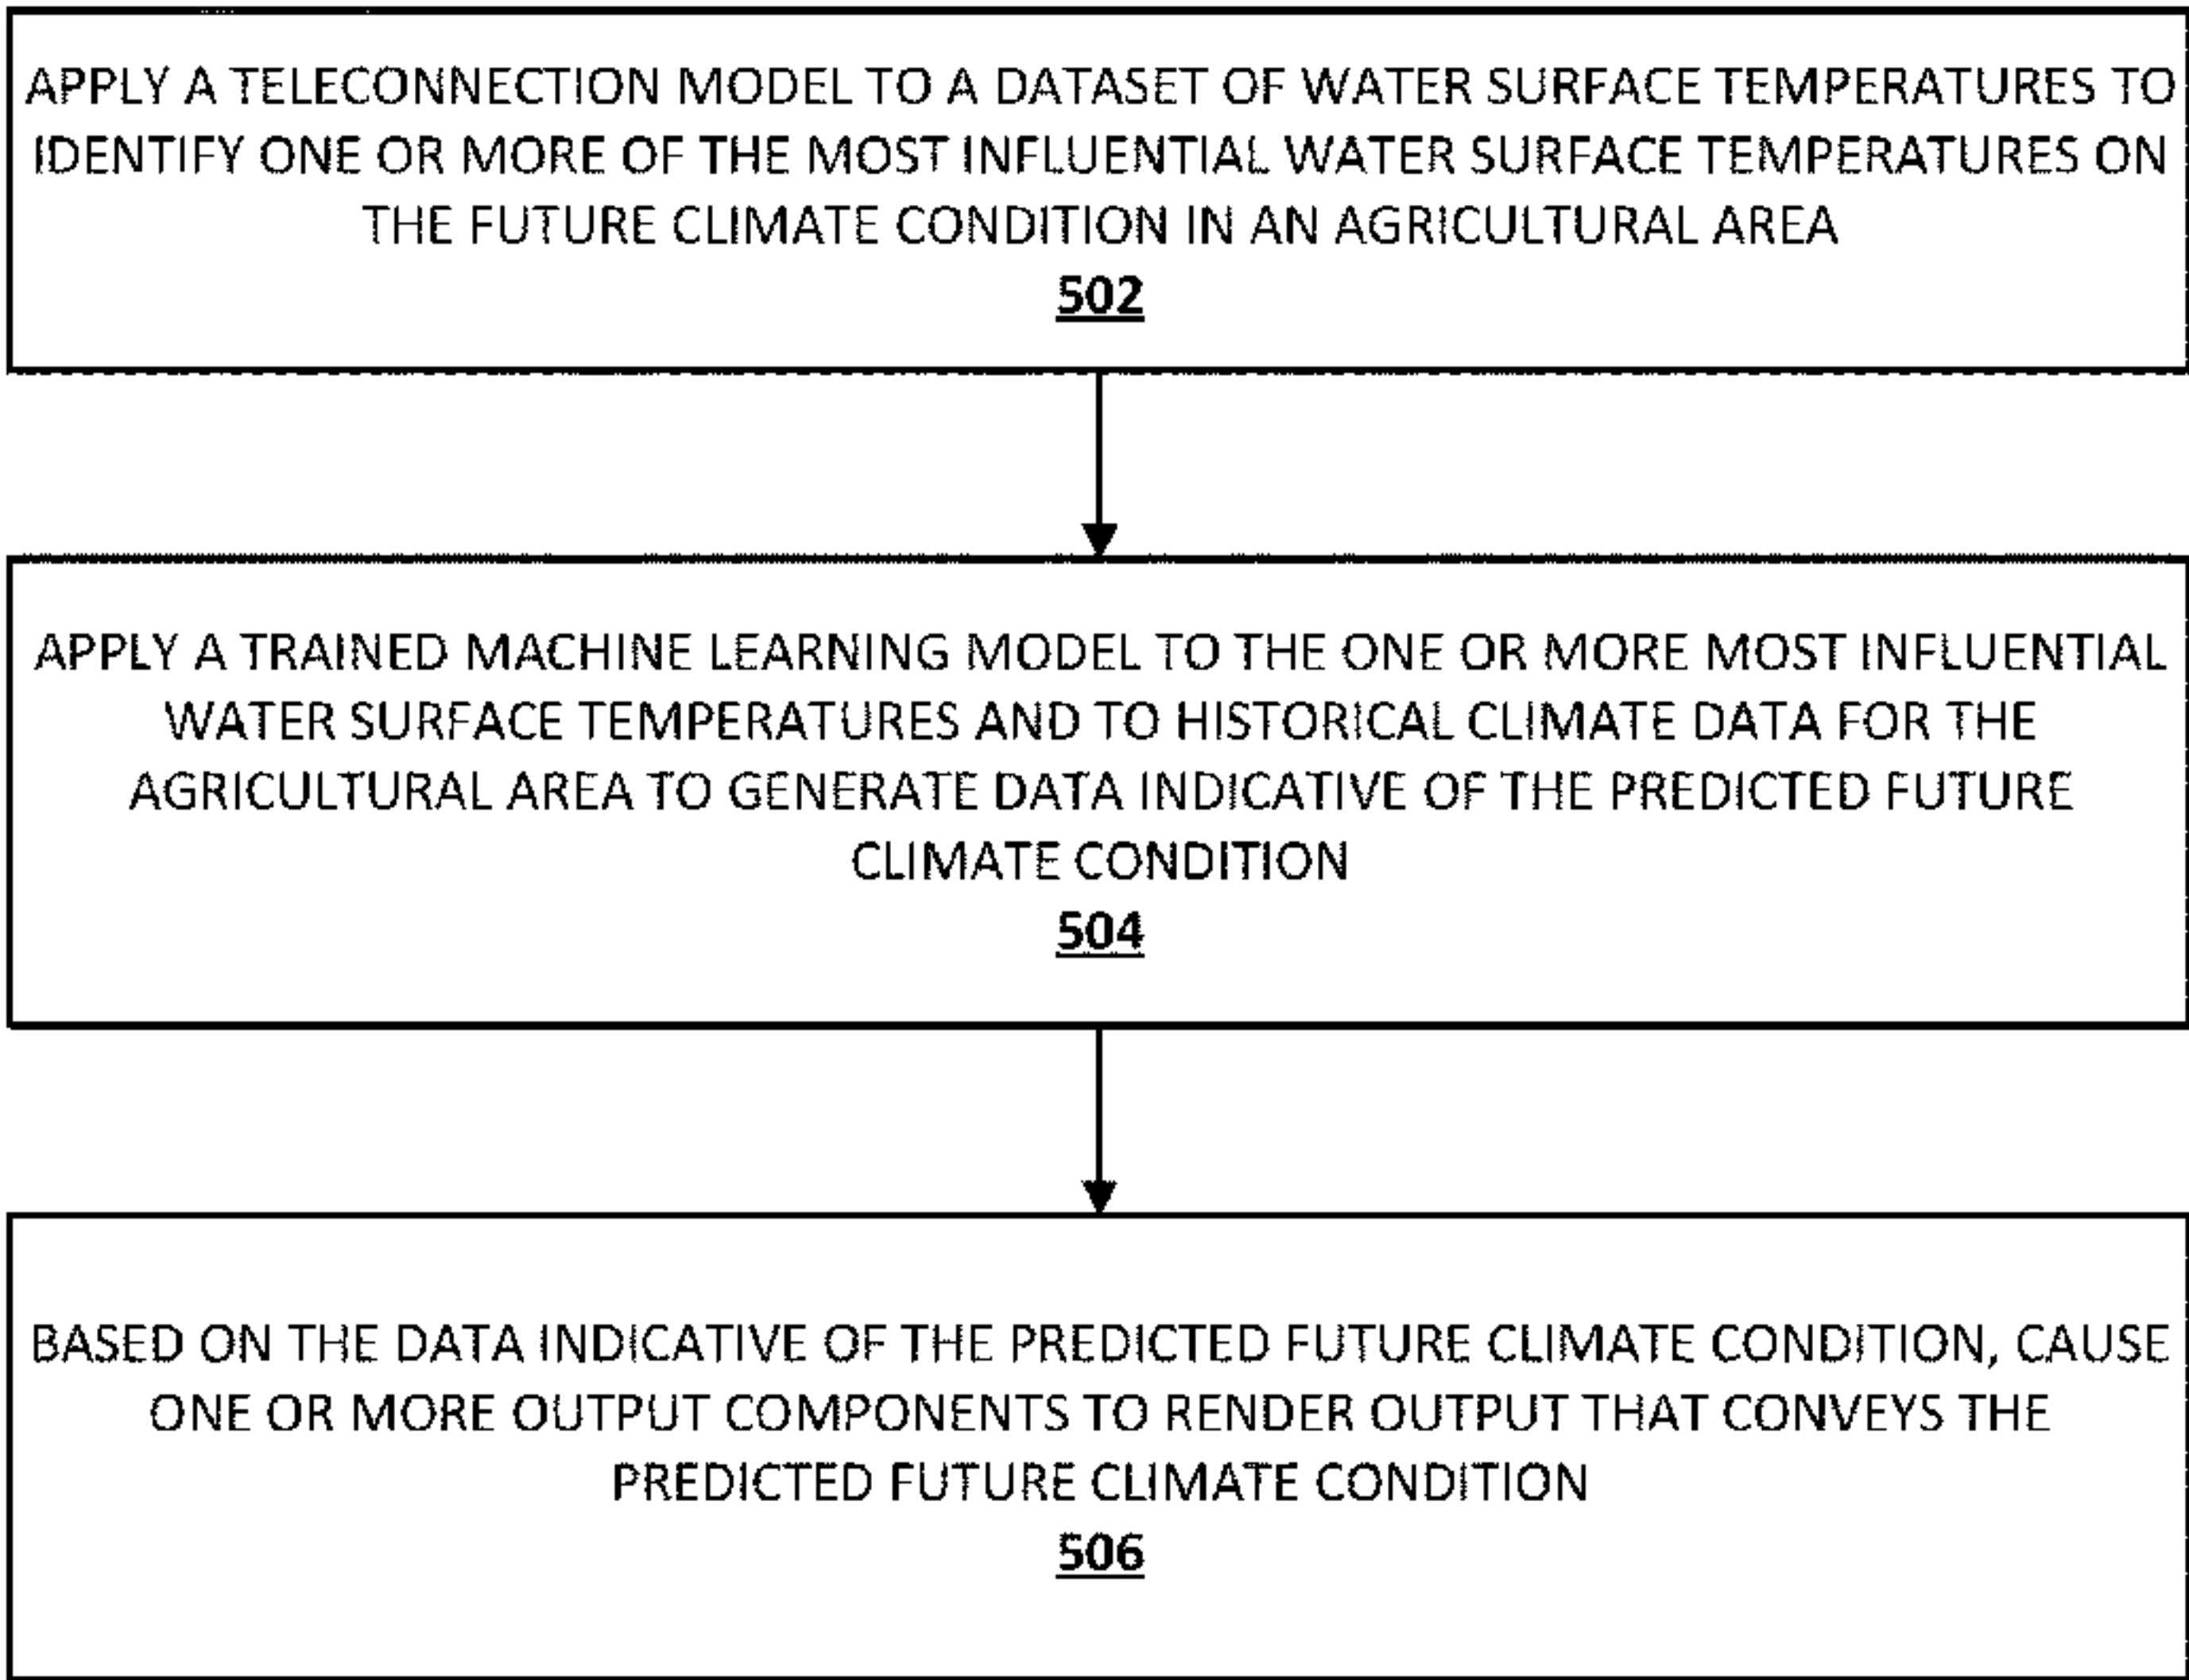 APPLY A TELECONNECTION MODEL TO A DATASET OF WATER SURFACE TEMPERATURES TO
IDENTIFY ONE OR MORE OF THE MOST INFLUENTIAL WATER SURFACE TEMPERATURES ON
THE FUTURE CLIMATE CONDITION IN AN AGRICULTURAL AREA
502
APPLY A TRAINED MACHINE LEARNING MODEL TO THE ONE OR MORE MOST INFLUENTIAL
WATER SURFACE TEMPERATURES AND TO HISTORICAL CLIMATE DATA FOR THE
AGRICULTURAL AREA TO GENERATE DATA INDICATIVE OF THE PREDICTED FUTURE
CLIMATE CONDITION
504
BASED ON THE DATA INDICATIVE OF THE PREDICTED FUTURE CLIMATE CONDITION, CAUSE
ONE OR MORE OUTPUT COMPONENTS TO RENDER OUTPUT THAT CONVEYS THE
PREDICTED FUTURE CLIMATE CONDITION
506